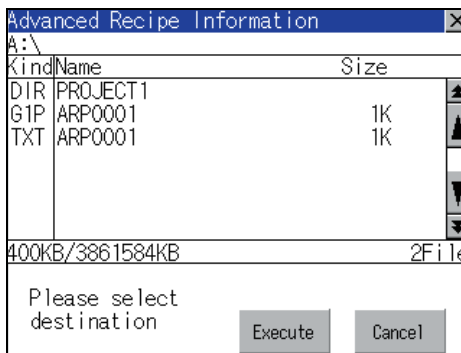 Advanced Recipe Information
A:\
Kind Name Size
DIR PROJECT1
G1P ARP0001 1K
TXT ARP0001 1K
400KB/3861584KB 2File
Please select
destination
Execute Cancel